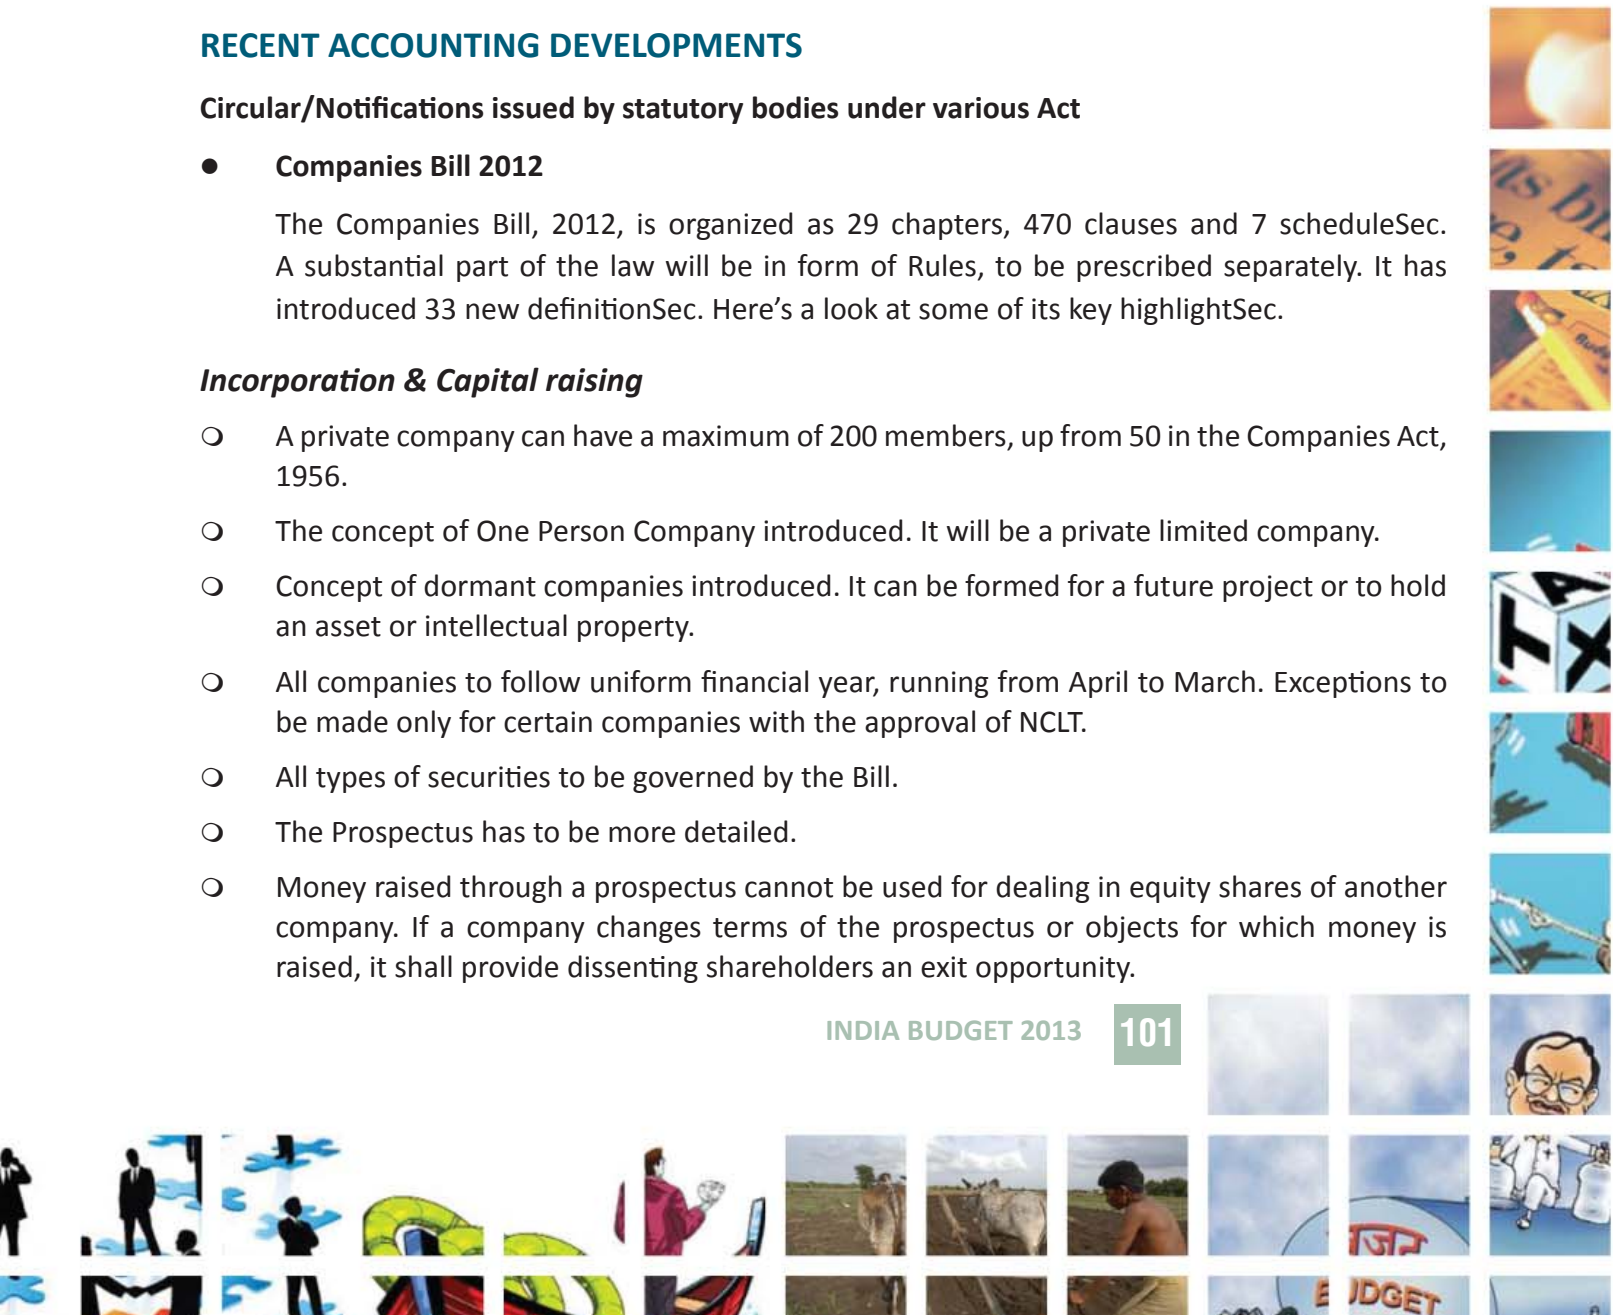 RECENT ACCOUNTING DEVELOPMENTS
Circular/Notifications issued by statutory bodies under various Act
● Companies Bill 2012
The Companies Bill, 2012, is organized as 29 chapters, 470 clauses and 7 scheduleSec.
A substantial part of the law will be in form of Rules, to be prescribed separately. It has
introduced 33 new definitionSec. Here's a look at some of its key highlightSec.
Incorporation & Capital raising
❍ A private company can have a maximum of 200 members, up from 50 in the Companies Act,
1956.
❍ The concept of One Person Company introduced. It will be a private limited company.
❍ Concept of dormant companies introduced. It can be formed for a future project or to hold
an asset or intellectual property.
❍ All companies to follow uniform financial year, running from April to March. Exceptions to
be made only for certain companies with the approval of NCLT.
❍ All types of securities to be governed by the Bill.
❍ The Prospectus has to be more detailed.
❍ Money raised through a prospectus cannot be used for dealing in equity shares of another
company. If a company changes terms of the prospectus or objects for which money is
raised, it shall provide dissenting shareholders an exit opportunity.
INDIA BUDGET 2013 101
TAX
BUDGET